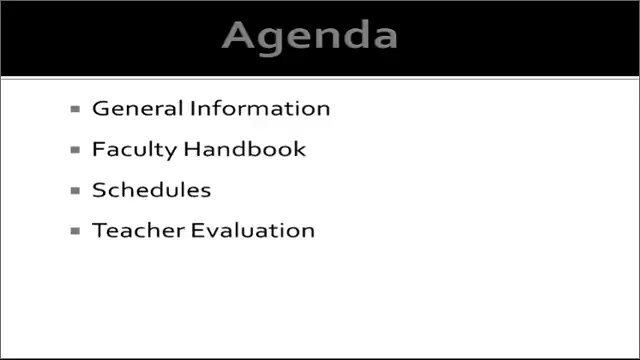 Agenda
General Information
Faculty Handbook
Schedules
Teacher Evaluation